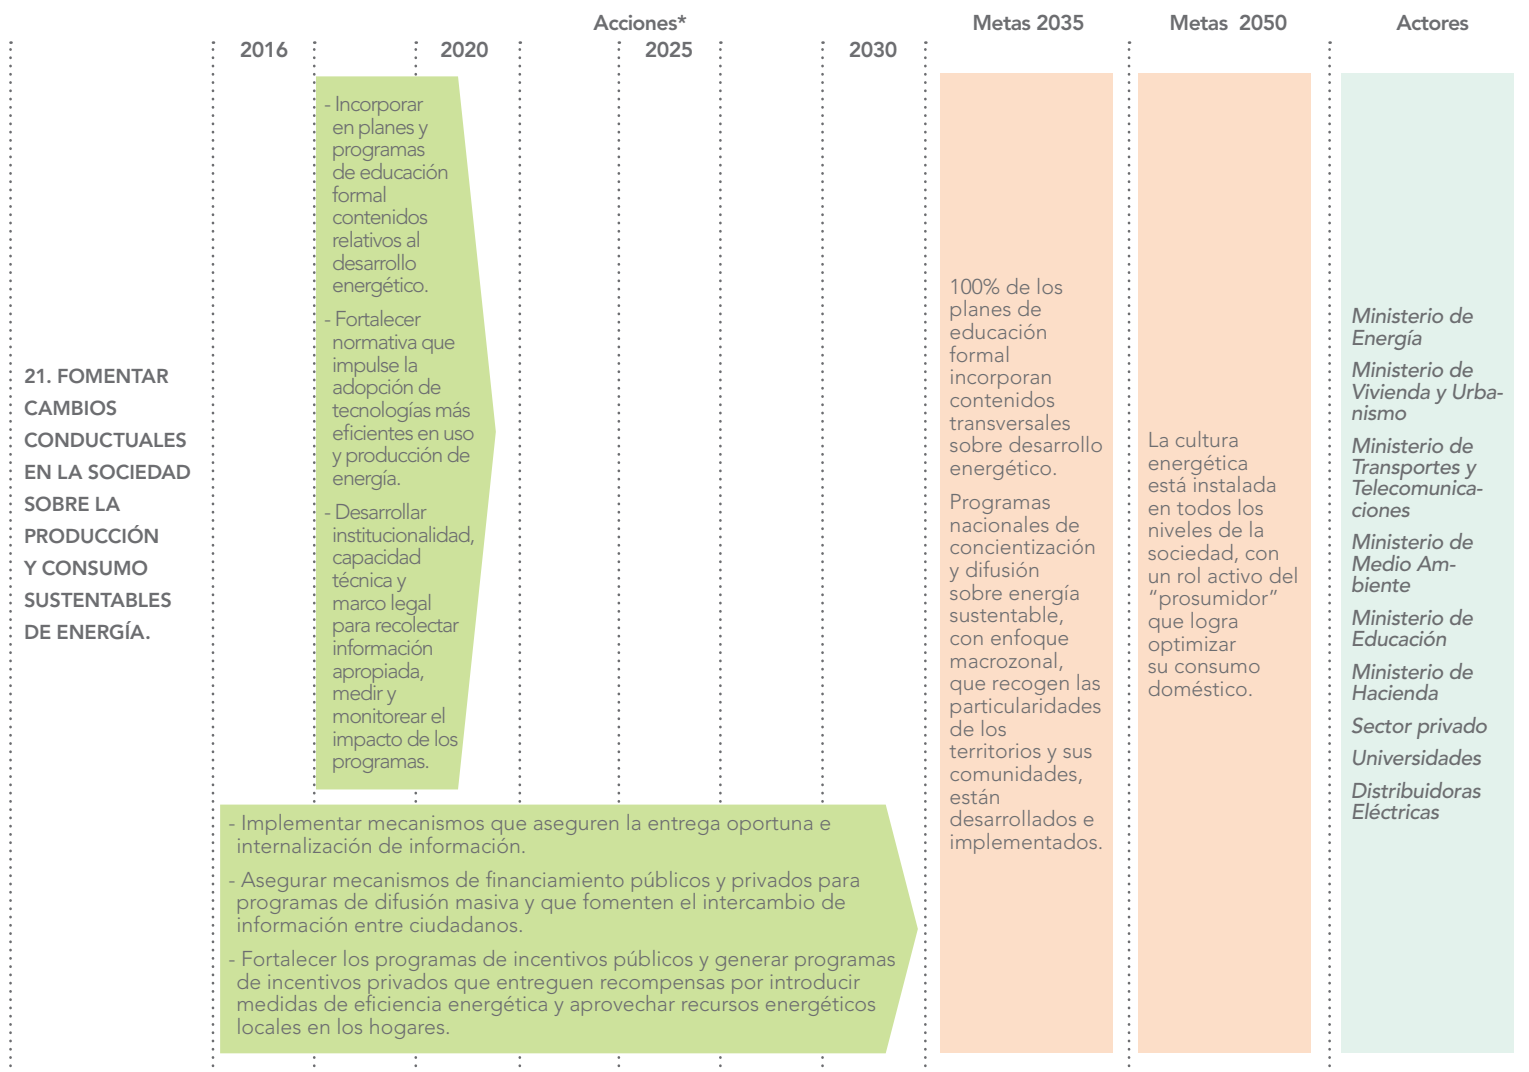 Acciones*
Metas 2035
Metas 2050
Actores
2016
2020
2025
2030
21. FOMENTAR
CAMBIOS
CONDUCTUALES
EN LA SOCIEDAD
SOBRE LA
PRODUCCIÓN
Y CONSUMO
SUSTENTABLES
DE ENERGÍA.
- Incorporar
en planes y
programas
de educación
formal
contenidos
relativos al
desarrollo
energético.
- Fortalecer
normativa que
impulse la
adopción de
tecnologías más
eficientes en uso
y producción de
energía.
- Desarrollar
institucionalidad,
capacidad
técnica y
marco legal
para recolectar
información
apropiada,
medir y
monitorear el
impacto de los
programas.
- Implementar mecanismos que aseguren la entrega oportuna e
internalización de información.
- Asegurar mecanismos de financiamiento públicos y privados para
programas de difusión masiva y que fomenten el intercambio de
información entre ciudadanos.
- Fortalecer los programas de incentivos públicos y generar programas
de incentivos privados que entreguen recompensas por introducir
medidas de eficiencia energética y aprovechar recursos energéticos
locales en los hogares.
100% de los
planes de
educación
formal
incorporan
contenidos
transversales
sobre desarrollo
energético.
Programas
nacionales de
concientización
y difusión
sobre energía
sustentable,
con enfoque
macrozonal,
que recogen las
particularidades
de los
territorios y sus
comunidades,
están
desarrollados e
implementados.
La cultura
energética
está instalada
en todos los
niveles de la
sociedad, con
un rol activo del
“prosumidor”
que logra
optimizar
su consumo
doméstico.
Ministerio de
Energía
Ministerio de
Vivienda y Urba-
nismo
Ministerio de
Transportes y
Telecomunica-
ciones
Ministerio de
Medio Am-
biente
Ministerio de
Educación
Ministerio de
Hacienda
Sector privado
Universidades
Distribuidoras
Eléctricas